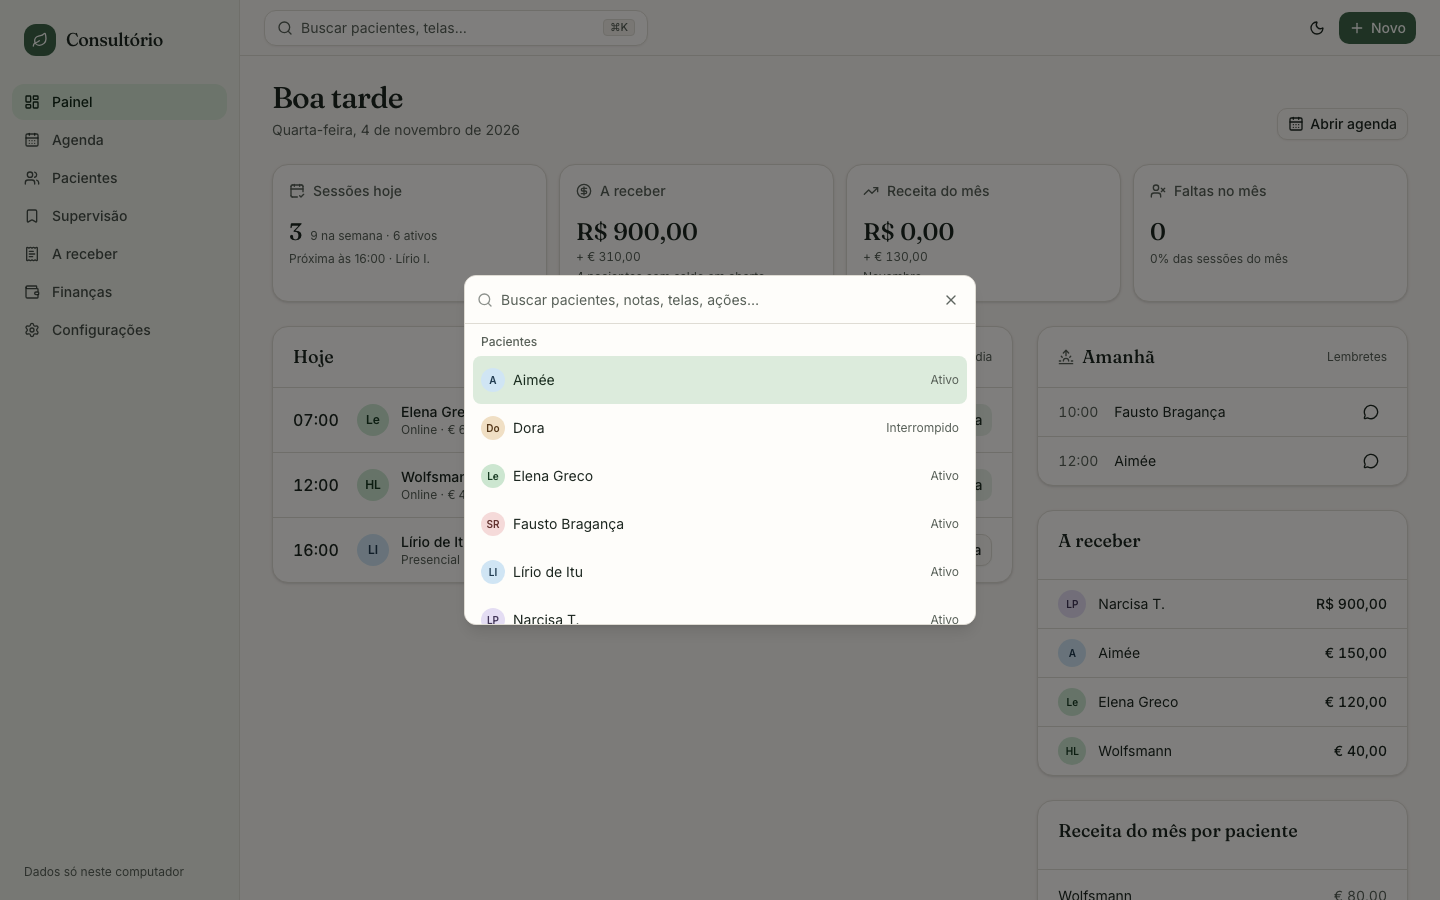 Consultório
Buscar pacientes, telas...
⌘K
Novo
Painel
Agenda
Pacientes
Supervisão
A receber
Finanças
Configurações
Dados só neste computador
Boa tarde
Quarta-feira, 4 de novembro de 2026
Abrir agenda
Sessões hoje
3 9 na semana · 6 ativos
Próxima às 16:00 · Lírio I.
A receber
R$ 900,00
+ € 310,00
Receita do mês
R$ 0,00
+ € 130,00
Faltas no mês
0
0% das sessões do mês
Buscar pacientes, notas, telas, ações...
Pacientes
A Aimée Ativo
Do Dora Interrompido
Le Elena Greco Ativo
SR Fausto Bragança Ativo
LI Lírio de Itu Ativo
LP Narcisa T. Ativo
Hoje
07:00 Le Elena
Online · €
12:00 HL
Online · €
16:00 LI Lírio de
Presencial
Amanhã Lembretes
10:00 Fausto Bragança
12:00 Aimée
A receber
LP Narcisa T. R$ 900,00
A Aimée € 150,00
Le Elena Greco € 120,00
HL Wolfsmann € 40,00
Receita do mês por paciente
Wolfsmann € 80,00